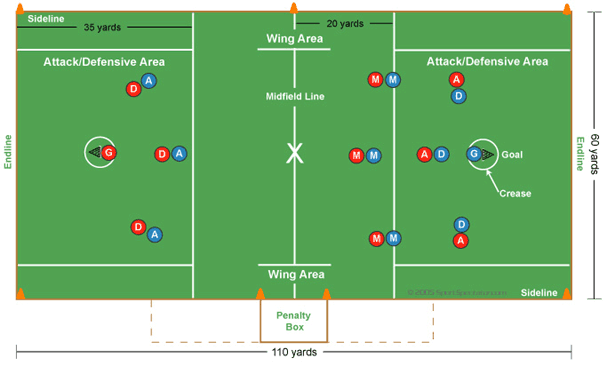 Sideline
35 yards
20 yards
Wing Area
Attack/Defensive Area
Attack/Defensive Area
A
D
M
M
A
D
Midfield Line
60 yards
Endline
G
D
A
X
M
M
A
D
G
Goal
Endline
Crease
D
A
M
M
D
A
Wing Area
Sideline
Penalty
Box
110 yards